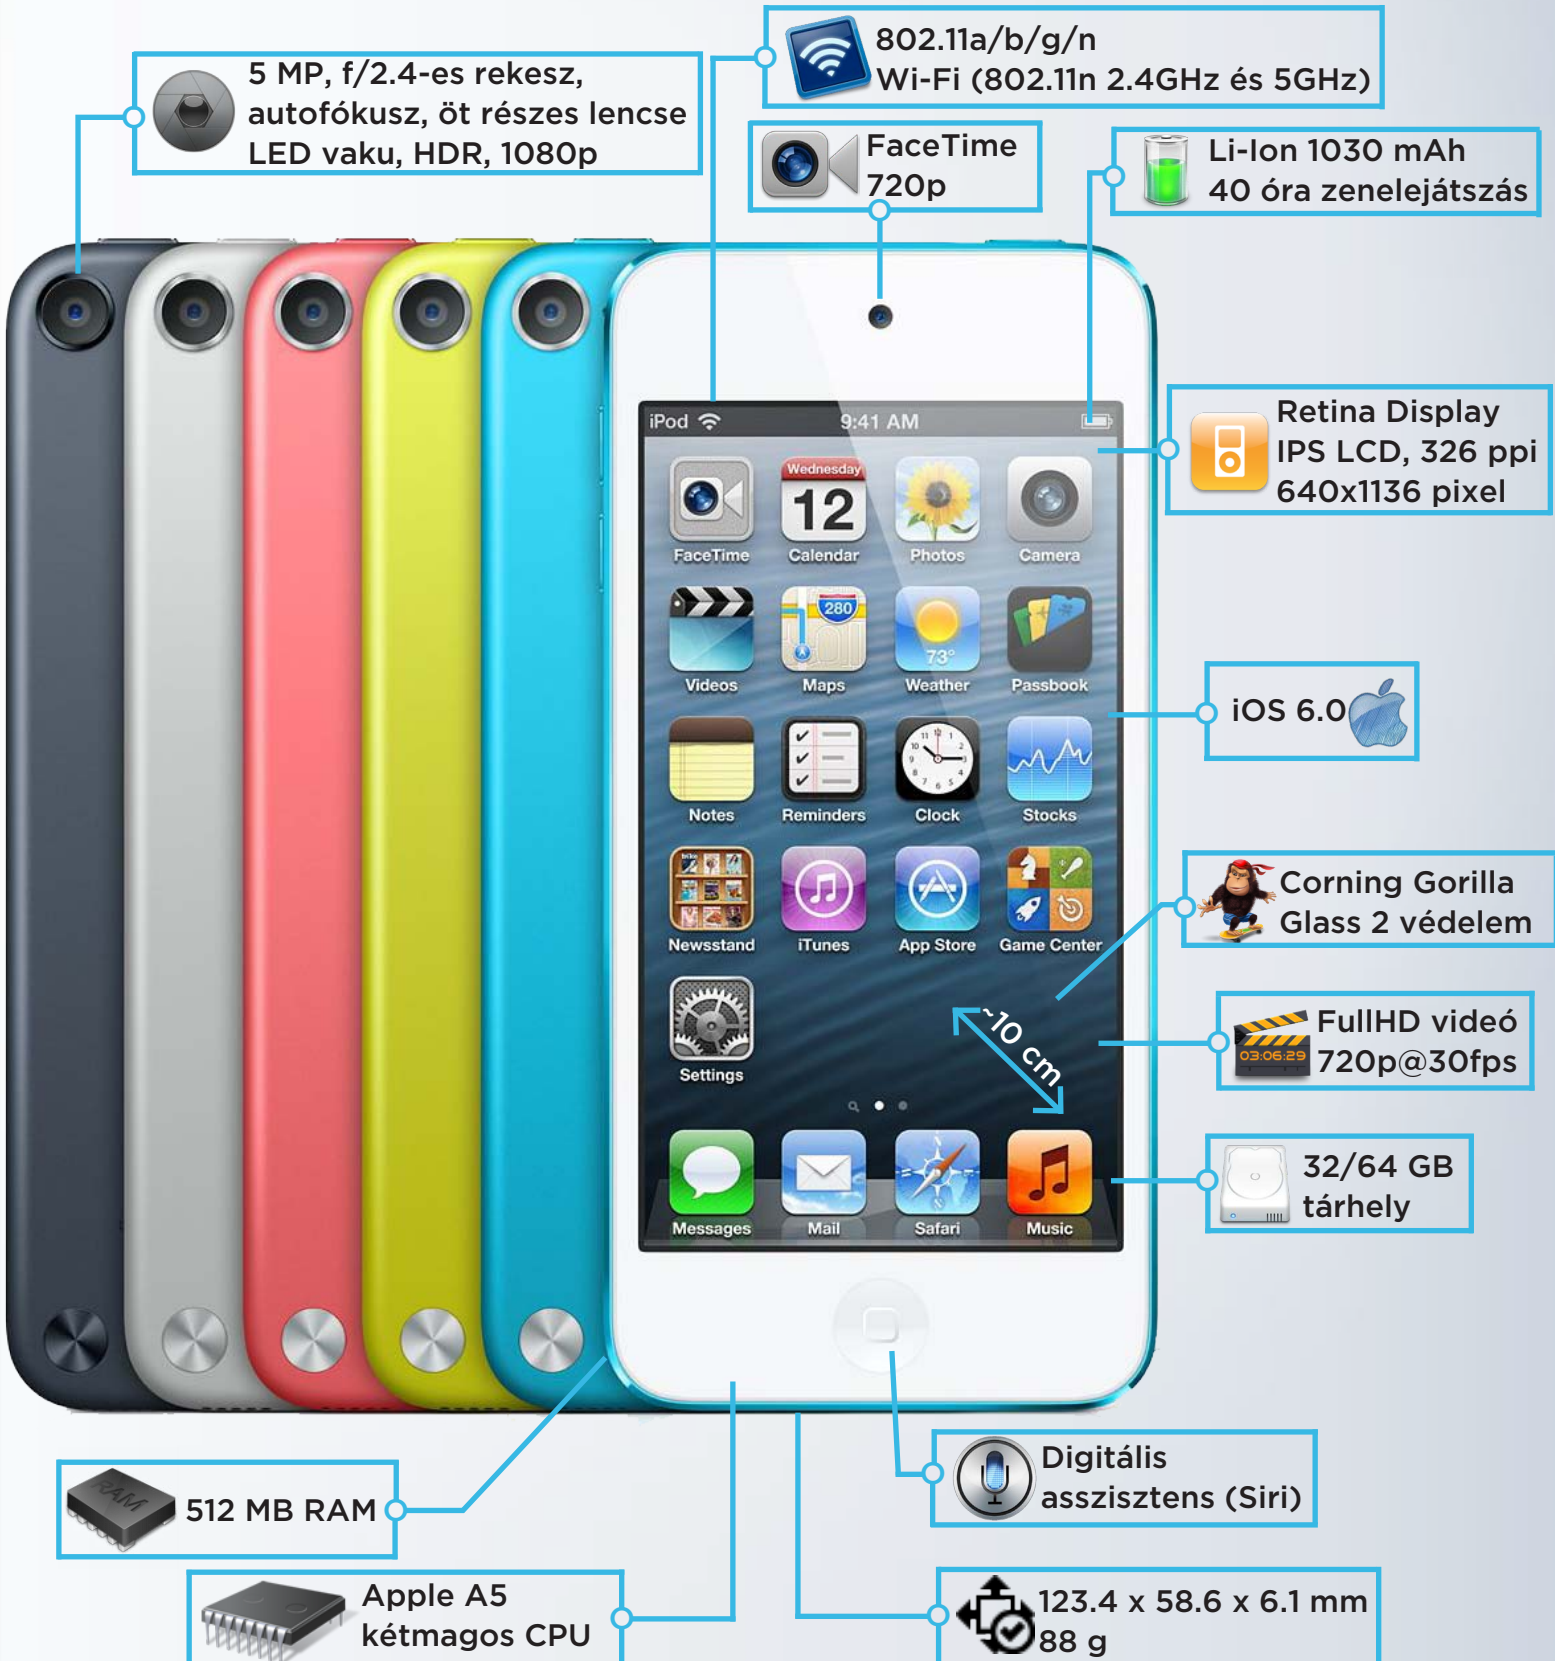 802.11a/b/g/n
Wi-Fi (802.11n 2.4GHz és 5GHz)
5 MP, f/2.4-es rekesz,
autofókusz, öt részes lencse
LED vaku, HDR, 1080p
FaceTime
720p
Li-Ion 1030 mAh
40 óra zenelejátszás
Retina Display
IPS LCD, 326 ppi
640x1136 pixel
iPod 9:41 AM
Wednesday
12
FaceTime Calendar Photos Camera
280
73°
Videos Maps Weather Passbook
iOS 6.0
Notes Reminders Clock Stocks
Corning Gorilla
Glass 2 védelem
Newsstand iTunes App Store Game Center
~10 cm
FullHD videó
720p@30fps
03:06:29
Settings
32/64 GB
tárhely
Messages Mail Safari Music
Digitális
asszisztens (Siri)
RAM
512 MB RAM
Apple A5
kétmagos CPU
123.4 x 58.6 x 6.1 mm
88 g